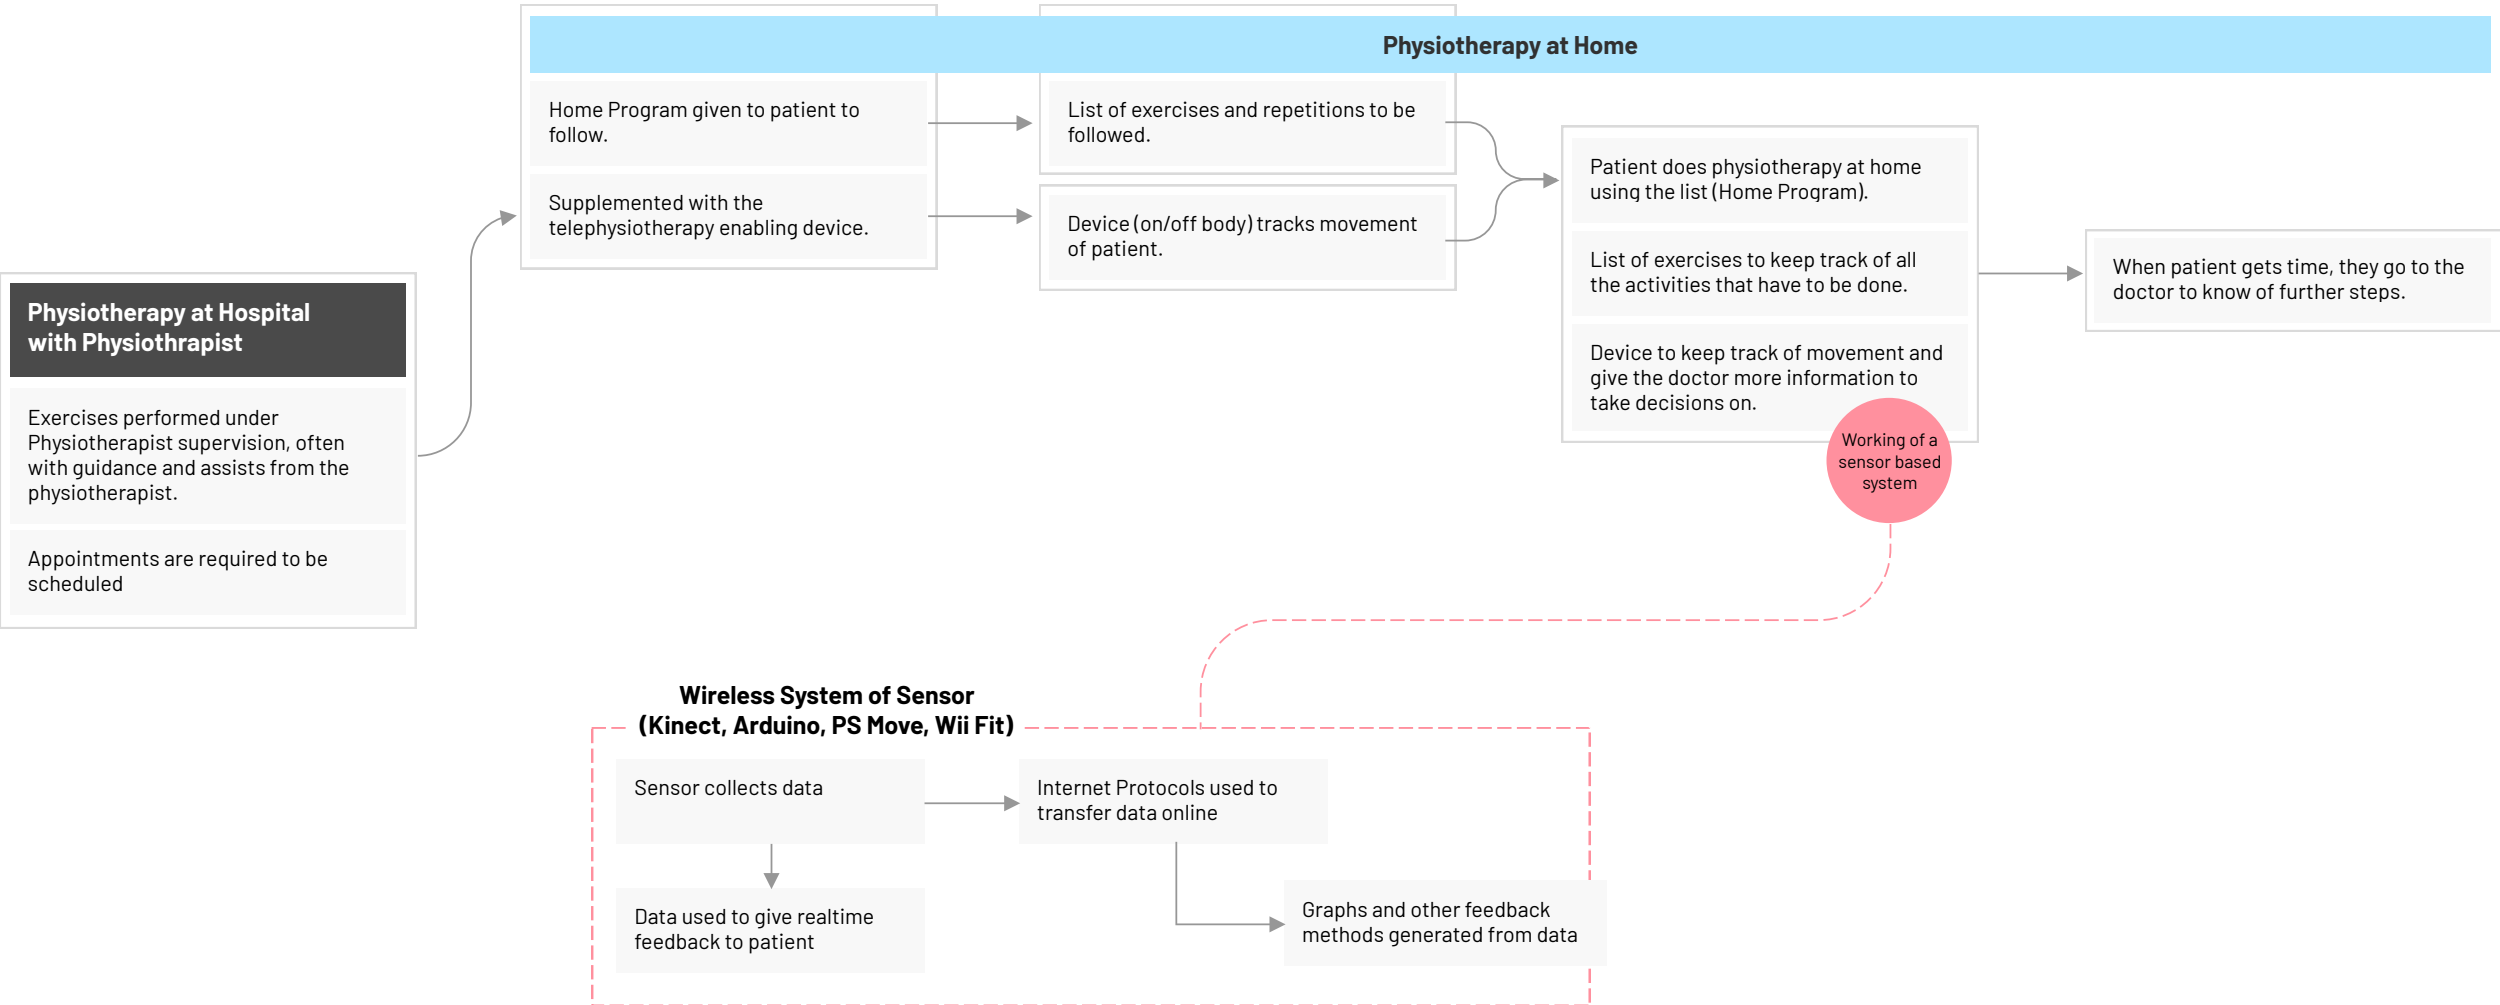 Physiotherapy at Home
Home Program given to patient to
follow.
Supplemented with the
telephysiotherapy enabling device.
List of exercises and repetitions to be
followed.
Device (on/off body) tracks movement
of patient.
Patient does physiotherapy at home
using the list (Home Program).
List of exercises to keep track of all
the activities that have to be done.
Device to keep track of movement and
give the doctor more information to
take decisions on.
Working of a
sensor based
system
When patient gets time, they go to the
doctor to know of further steps.
Physiotherapy at Hospital
with Physiothrapist
Exercises performed under
Physiotherapist supervision, often
with guidance and assists from the
physiotherapist.
Appointments are required to be
scheduled
Wireless System of Sensor
(Kinect, Arduino, PS Move, Wii Fit)
Sensor collects data
Internet Protocols used to
transfer data online
Data used to give realtime
feedback to patient
Graphs and other feedback
methods generated from data